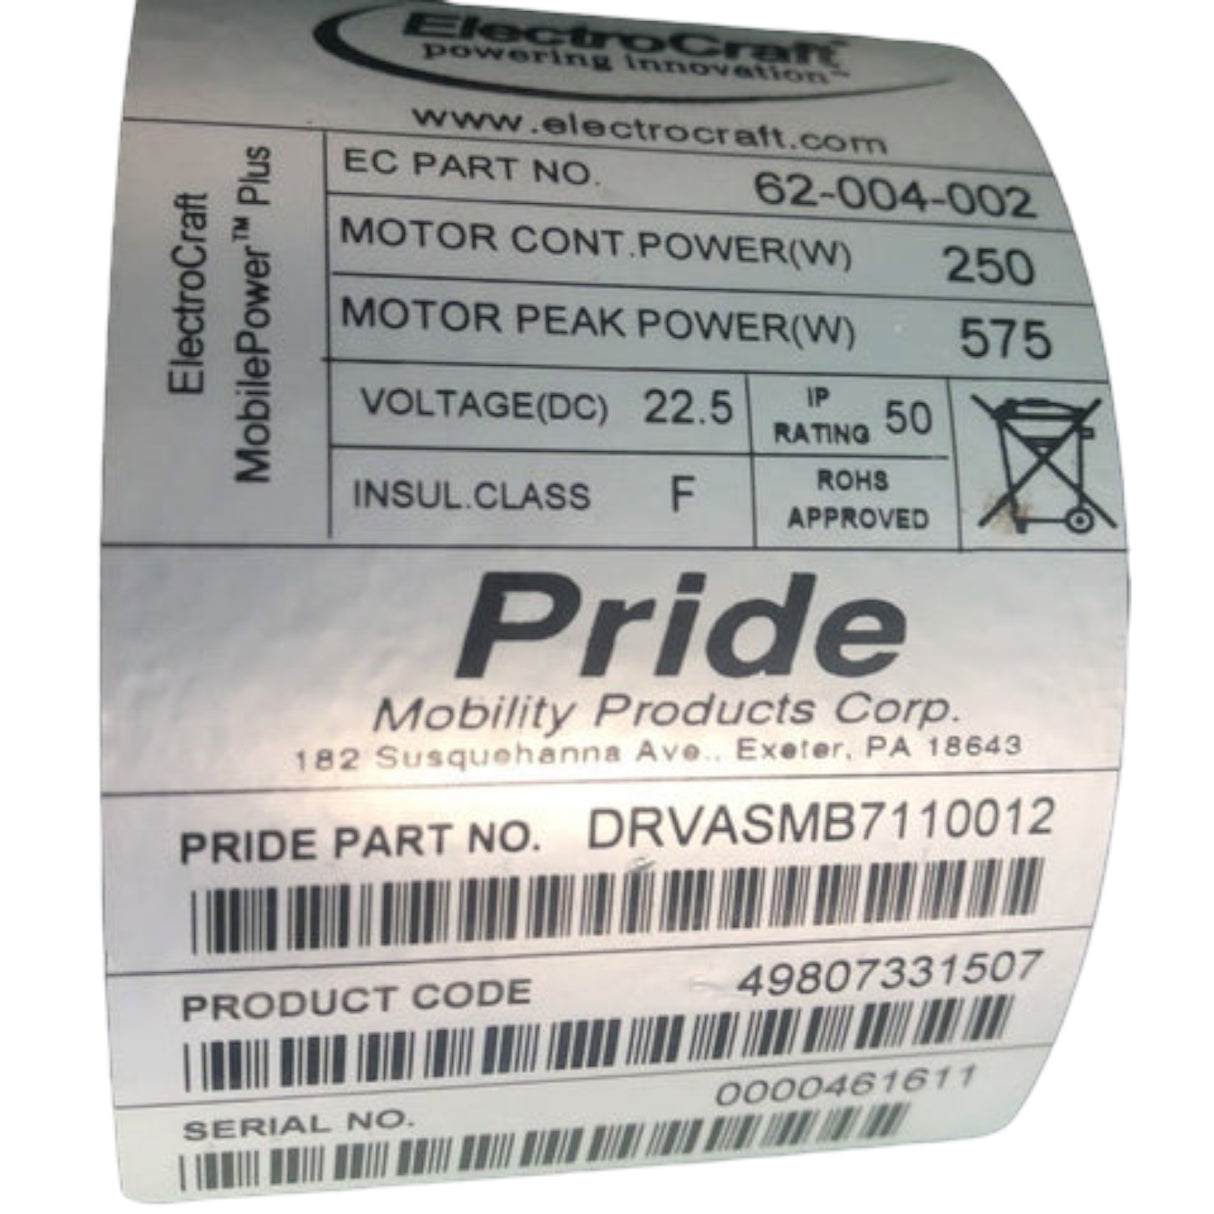 ElectroCraft
powering innovation™
www.electrocraft.com
ElectroCraft
MobilePower™ Plus
EC PART NO. 62-004-002
MOTOR CONT.POWER(W) 250
MOTOR PEAK POWER(W) 575
VOLTAGE(DC) 22.5
IP
RATING 50
INSUL.CLASS F
ROHS
APPROVED
Pride
Mobility Products Corp.
182 Susquehanna Ave.. Exeter, PA 18643
PRIDE PART NO. DRVASMB7110012
PRODUCT CODE 49807331507
SERIAL NO. 0000461611